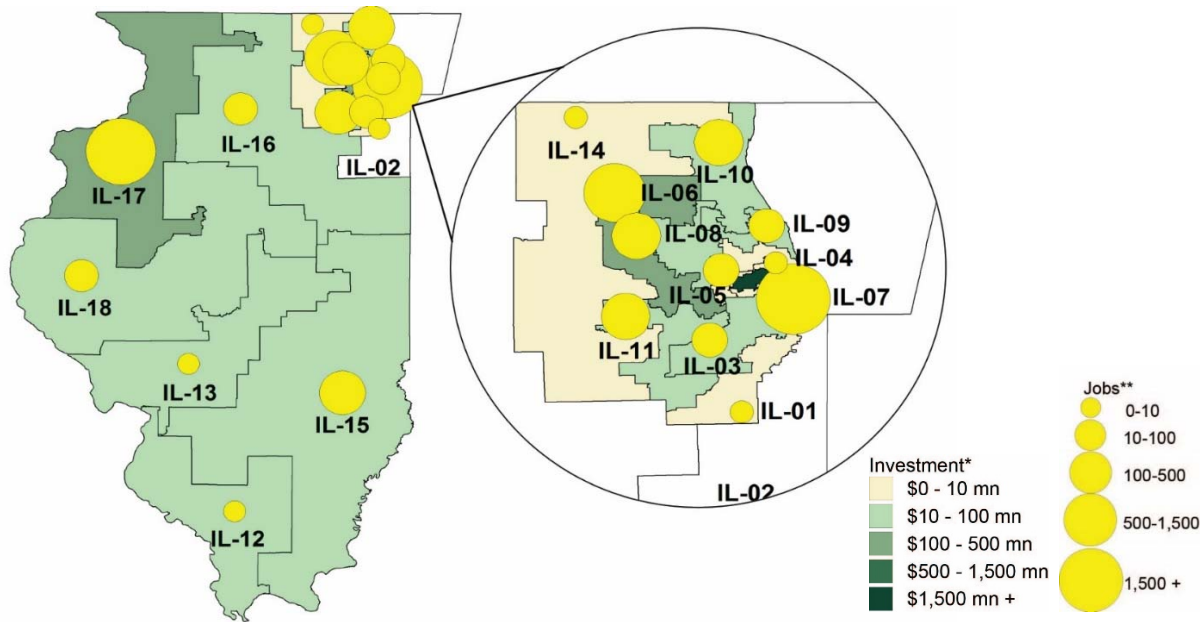 IL-17
IL-16
IL-02
IL-18
IL-13
IL-15
IL-12
IL-14
IL-10
IL-06
IL-08
IL-09
IL-04
IL-05
IL-07
IL-11
IL-03
IL-01
IL-02
Investment*
$0 - 10 mn
$10 - 100 mn
$100 - 500 mn
$500 - 1,500 mn
$1,500 mn +
Jobs**
0-10
10-100
100-500
500-1,500
1,500 +